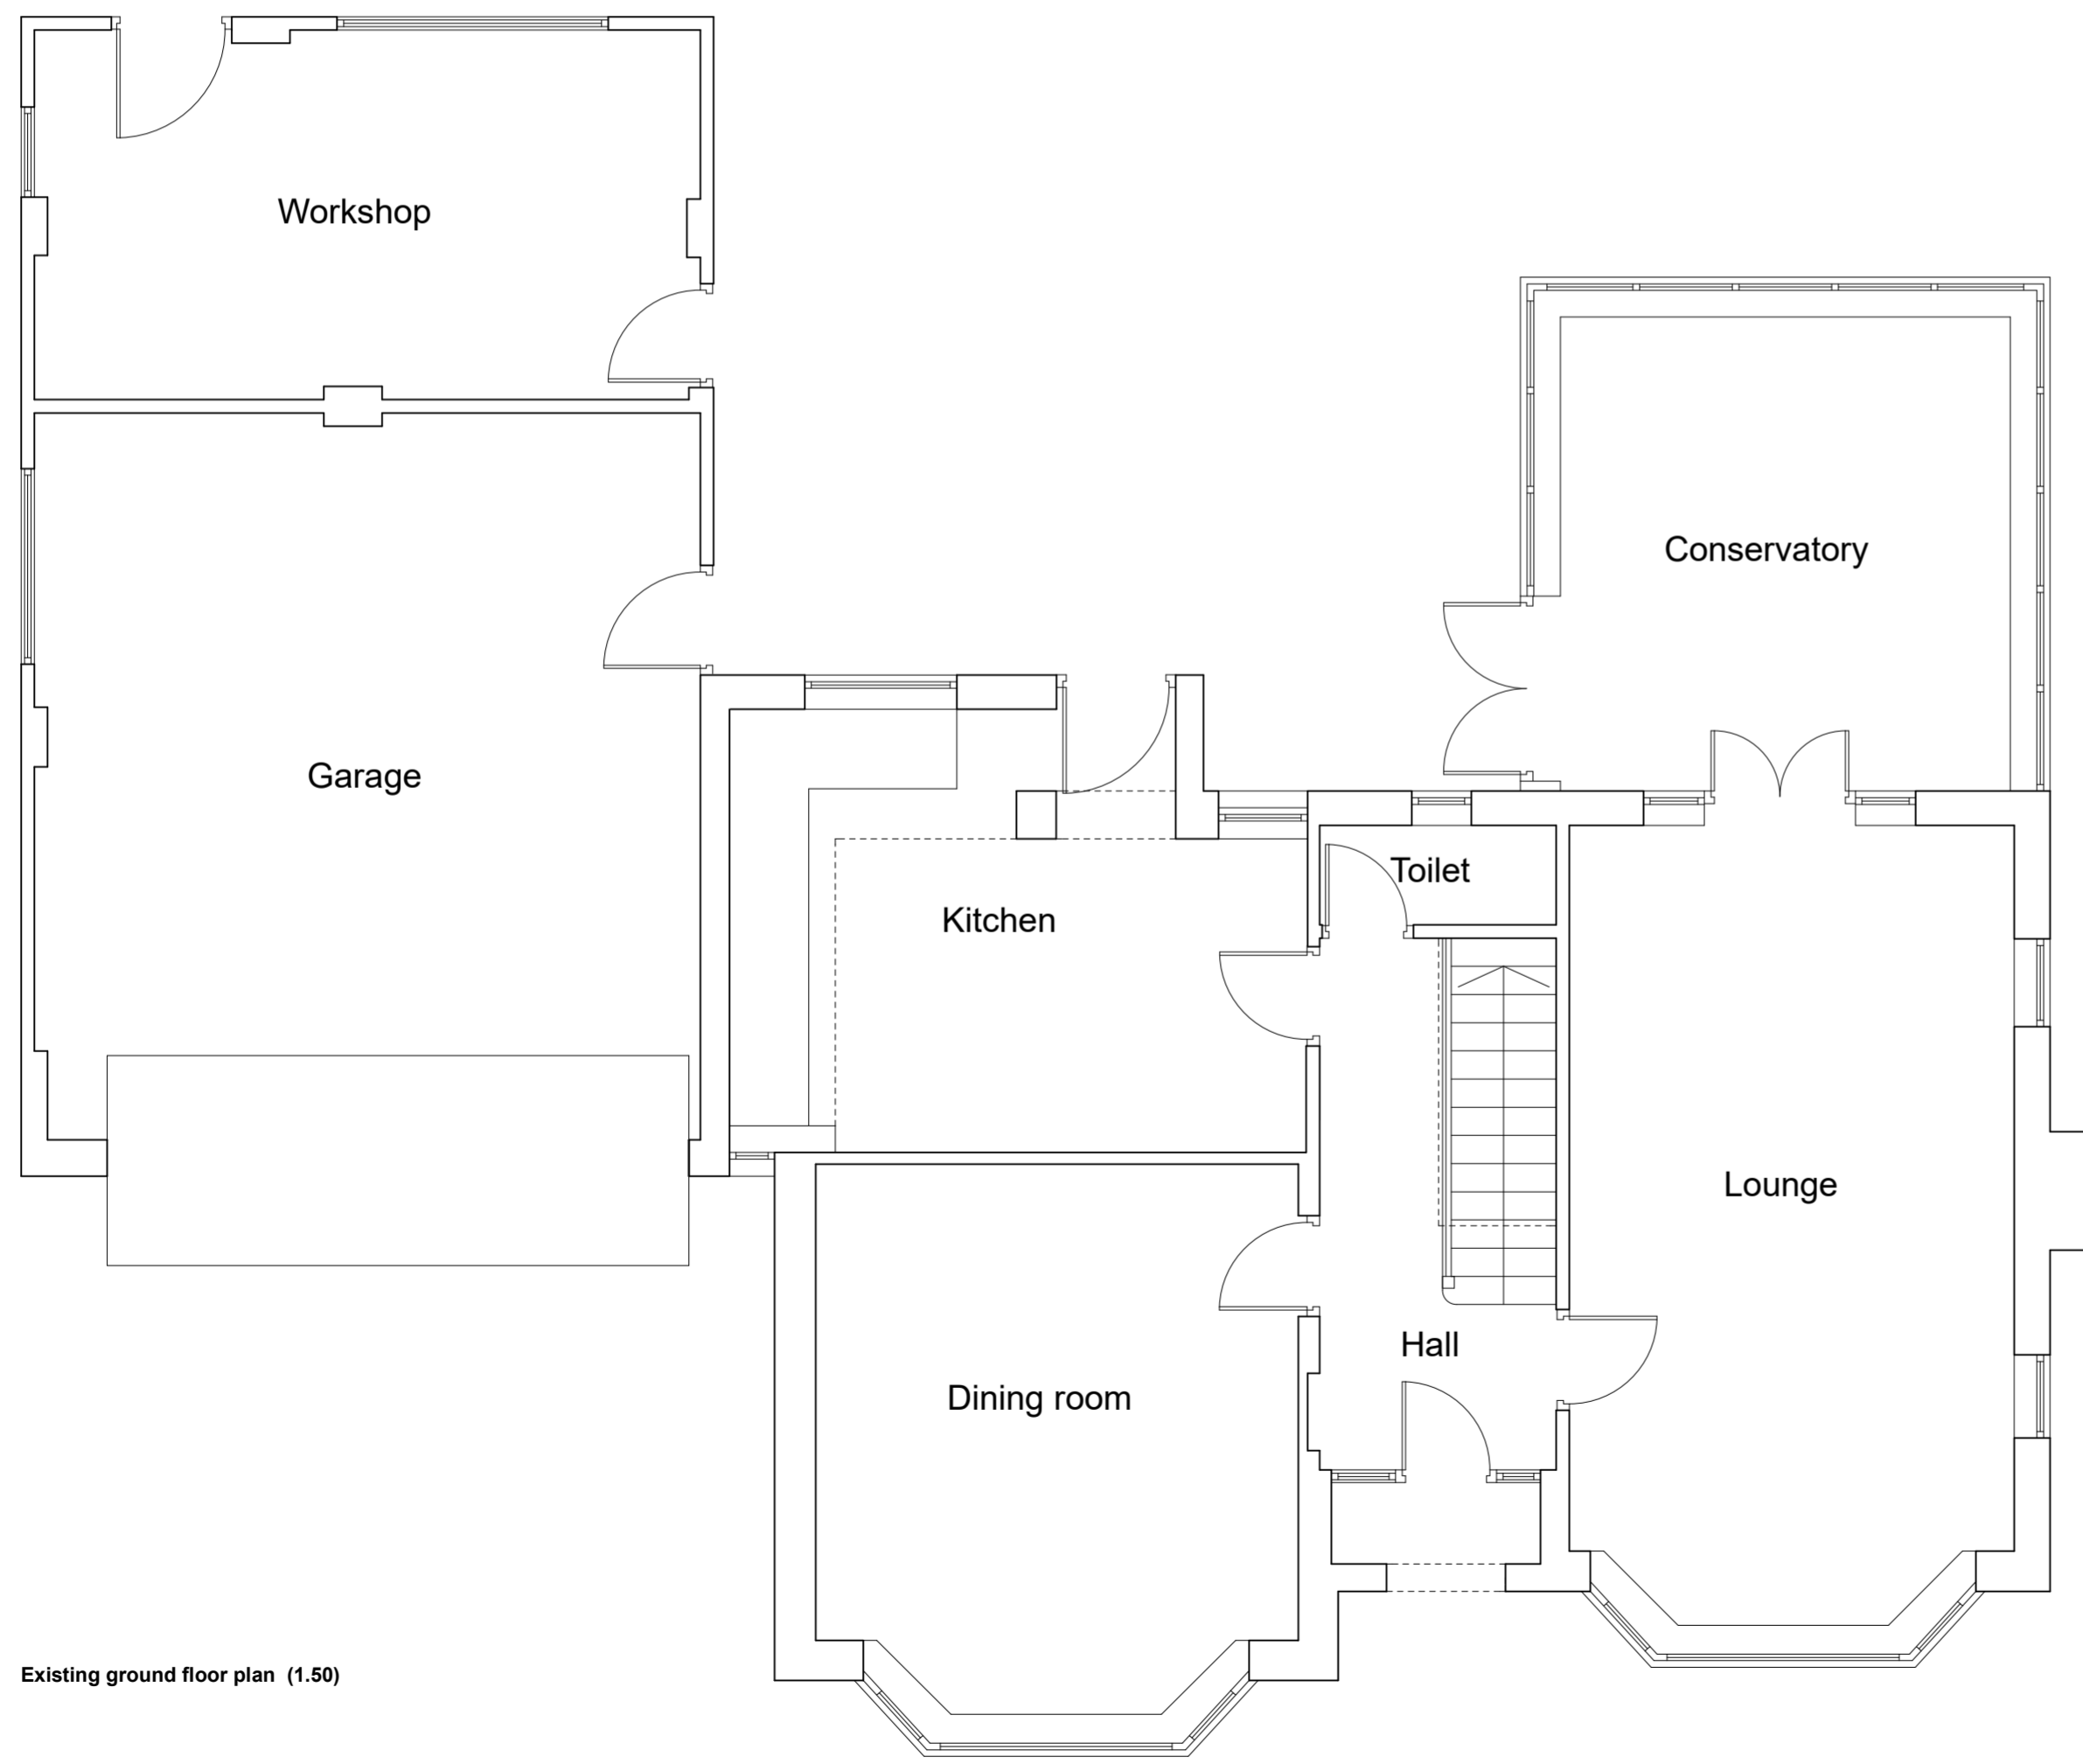 Workshop
Conservatory
Garage
Toilet
Kitchen
Lounge
Hall
Dining room
Existing ground floor plan (1.50)